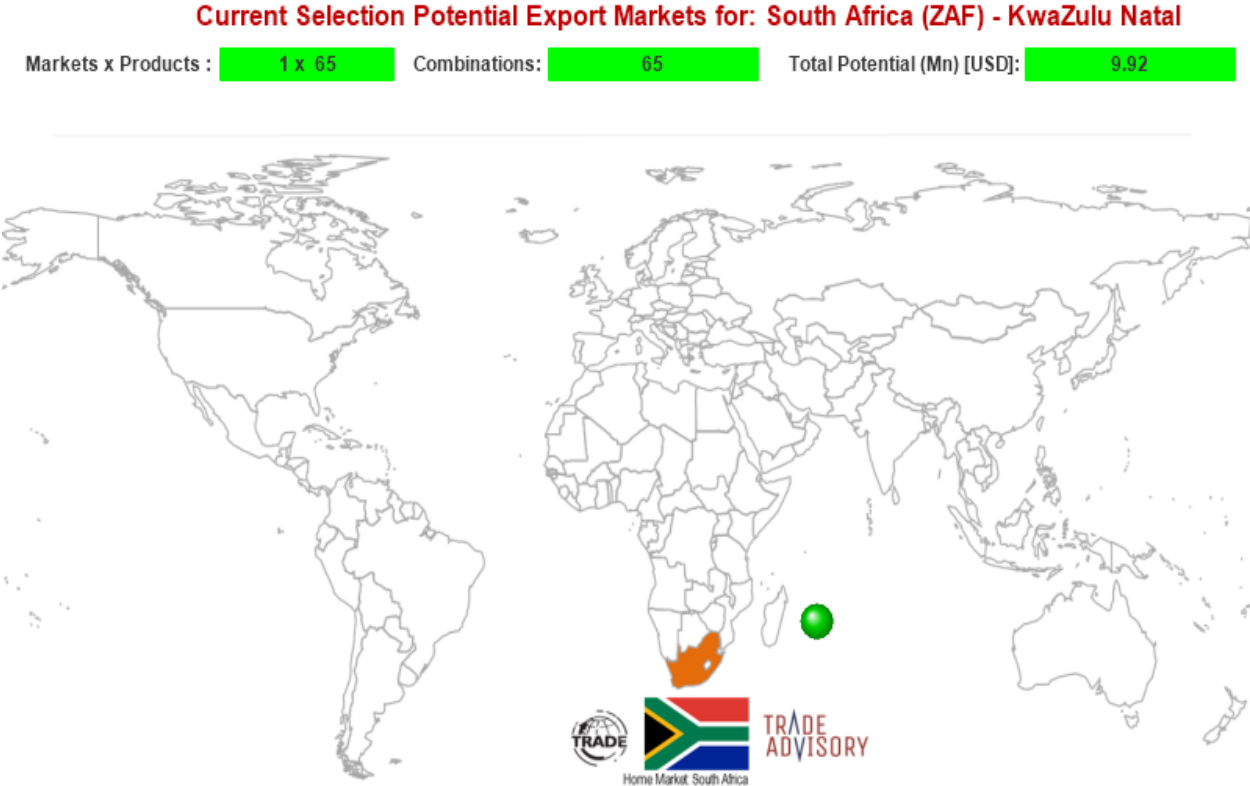 Current Selection Potential Export Markets for: South Africa (ZAF) - KwaZulu Natal
Markets x Products : 1 x 65 Combinations: 65 Total Potential (Mn) [USD]: 9.92
TRADE
TRADE
ADVISORY
Home Market South Africa